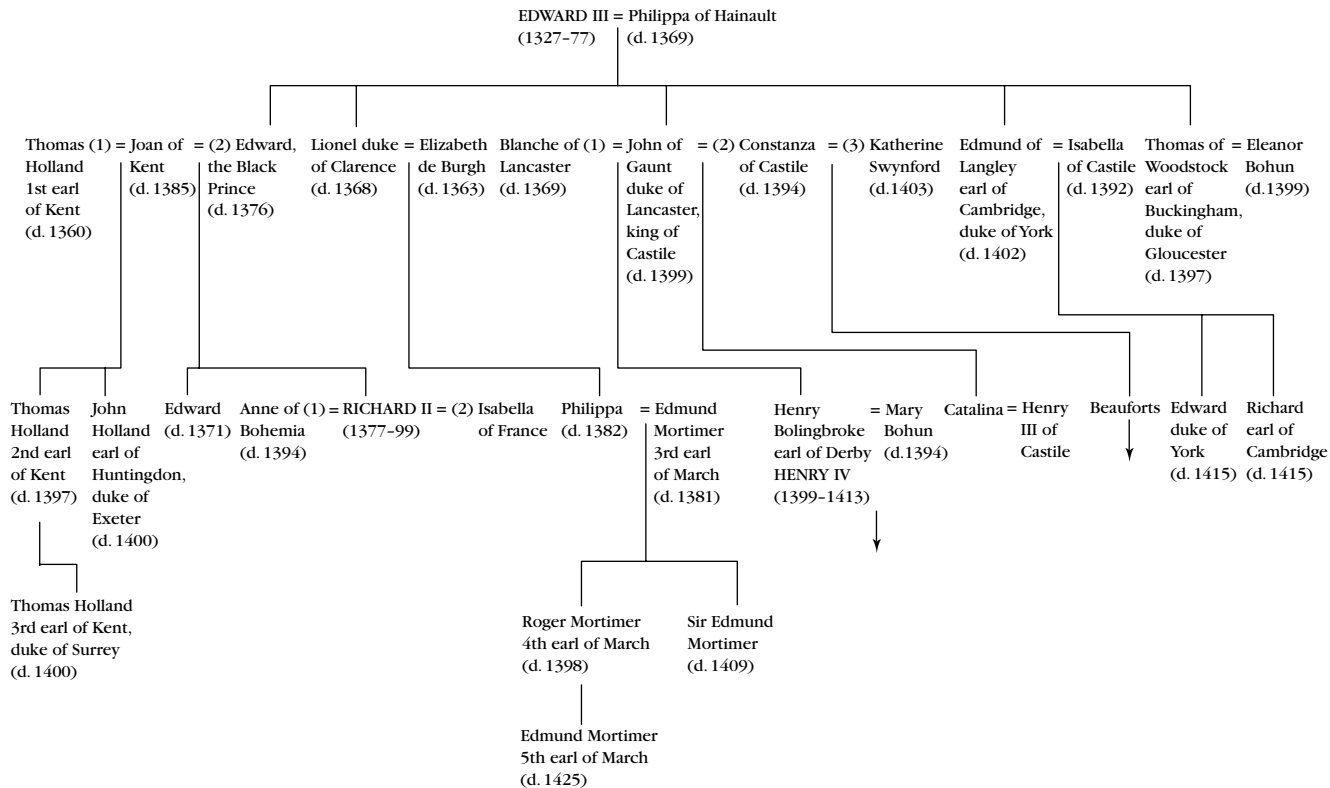 EDWARD III = Philippa of Hainault
(1327–77) (d. 1369)
Thomas (1) = Joan of = (2) Edward,
Holland Kent the Black
1st earl (d. 1385) Prince
of Kent (d. 1376)
(d. 1360)
Lionel duke = Elizabeth
of Clarence de Burgh
(d. 1368) (d. 1363)
Blanche of (1) = John of = (2) Constanza = (3) Katherine
Lancaster Gaunt of Castile Swynford
(d. 1369) duke of (d. 1394) (d.1403)
Lancaster,
king of
Castile
(d. 1399)
Edmund of = Isabella
Langley of Castile
earl of (d. 1392)
Cambridge,
duke of York
(d. 1402)
Thomas of = Eleanor
Woodstock Bohun
earl of (d.1399)
Buckingham,
duke of
Gloucester
(d. 1397)
Thomas
Holland
2nd earl
of Kent
(d. 1397)
John
Holland
earl of
Huntingdon,
duke of
Exeter
(d. 1400)
Edward
(d. 1371)
Anne of (1) = RICHARD II = (2) Isabella
Bohemia (1377–99) of France
(d. 1394)
Philippa = Edmund
(d. 1382) Mortimer
3rd earl
of March
(d. 1381)
Henry = Mary
Bolingbroke Bohun
earl of Derby (d.1394)
HENRY IV
(1399–1413)
Catalina = Henry
III of
Castile
Beauforts
Edward
duke of
York
(d. 1415)
Richard
earl of
Cambridge
(d. 1415)
Thomas Holland
3rd earl of Kent,
duke of Surrey
(d. 1400)
Roger Mortimer
4th earl of March
(d. 1398)
Sir Edmund
Mortimer
(d. 1409)
Edmund Mortimer
5th earl of March
(d. 1425)